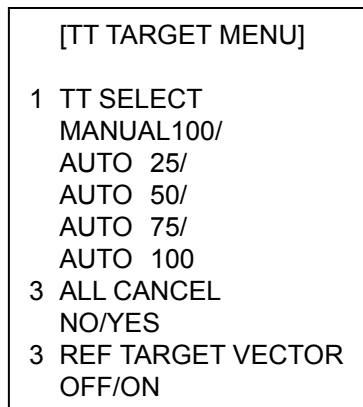 [TT TARGET MENU]
1 TT SELECT
MANUAL100/
AUTO 25/
AUTO 50/
AUTO 75/
AUTO 100
3 ALL CANCEL
NO/YES
3 REF TARGET VECTOR
OFF/ON